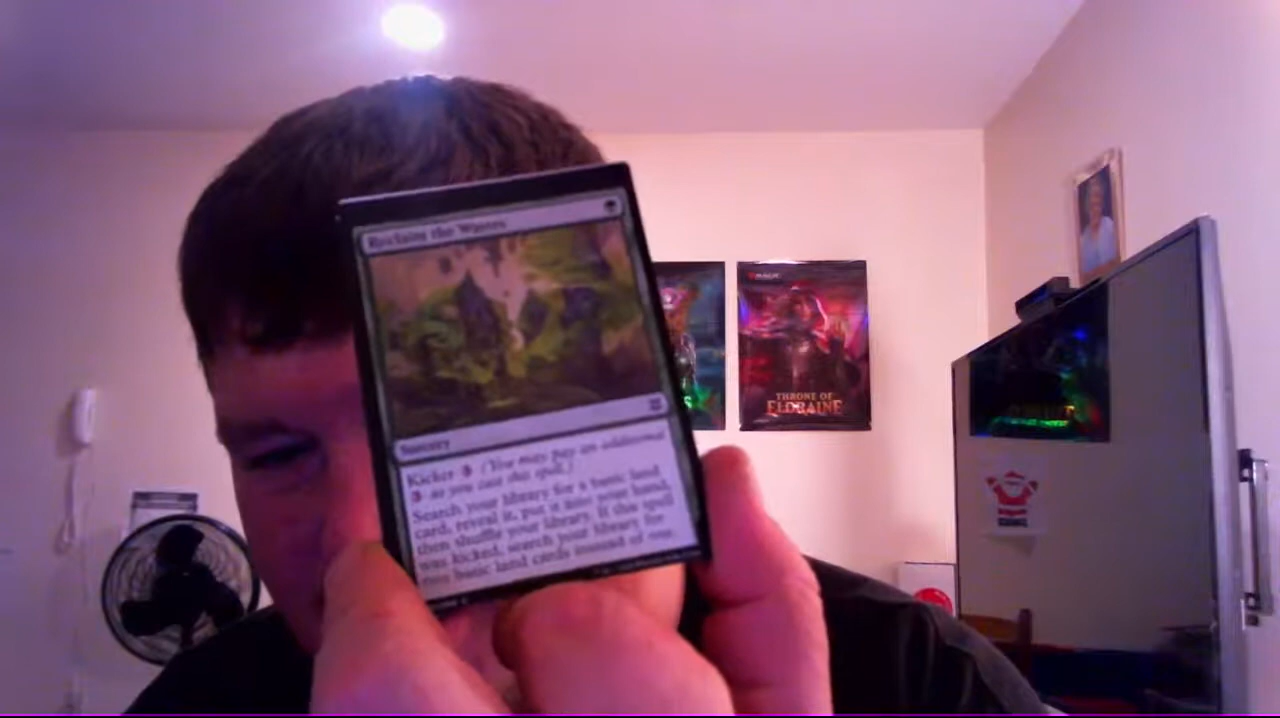 Reclaim the Wastes
Sorcery
Kicker (You may pay an additional
as you cast this spell.)
Search your library for a basic land
card, reveal it, put it into your hand,
then shuffle your library. If this spell
was kicked, search your library for
two basic land cards instead of one.
MAGIC
THRONE OF
ELDRAINE